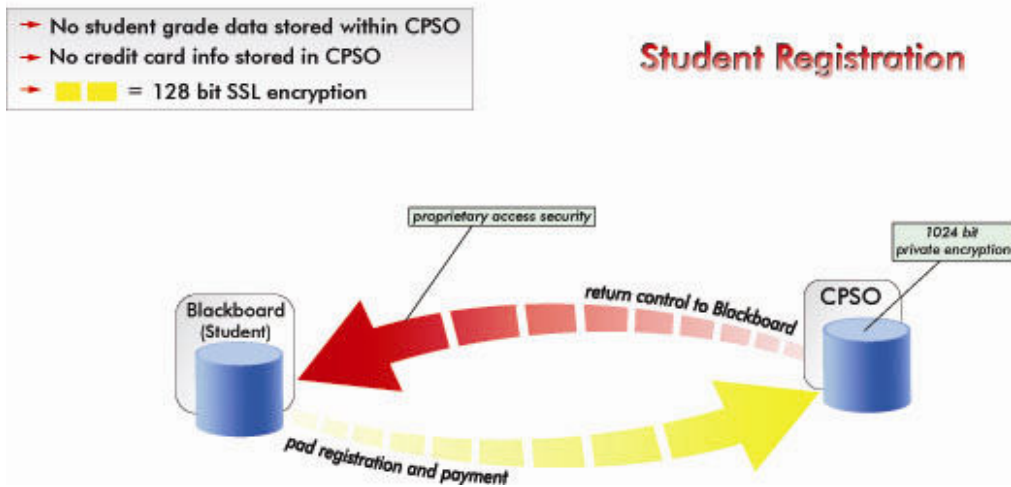 No student grade data stored within CPSO
No credit card info stored in CPSO
= 128 bit SSL encryption
Student Registration
proprietary access security
1024 bit
private encryption
return control to Blackboard
CPSO
Blackboard
(Student)
pad registration and payment